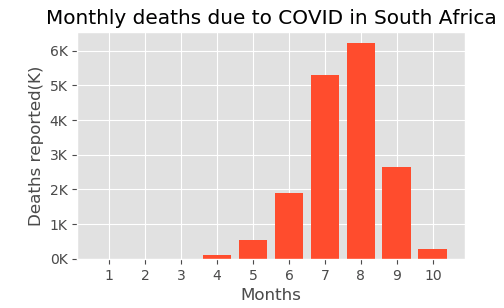 Monthly deaths due to COVID in South Africa
Deaths reported(K)
6K
5K
4K
3K
2K
1K
0K
1 2 3 4 5 6 7 8 9 10
Months